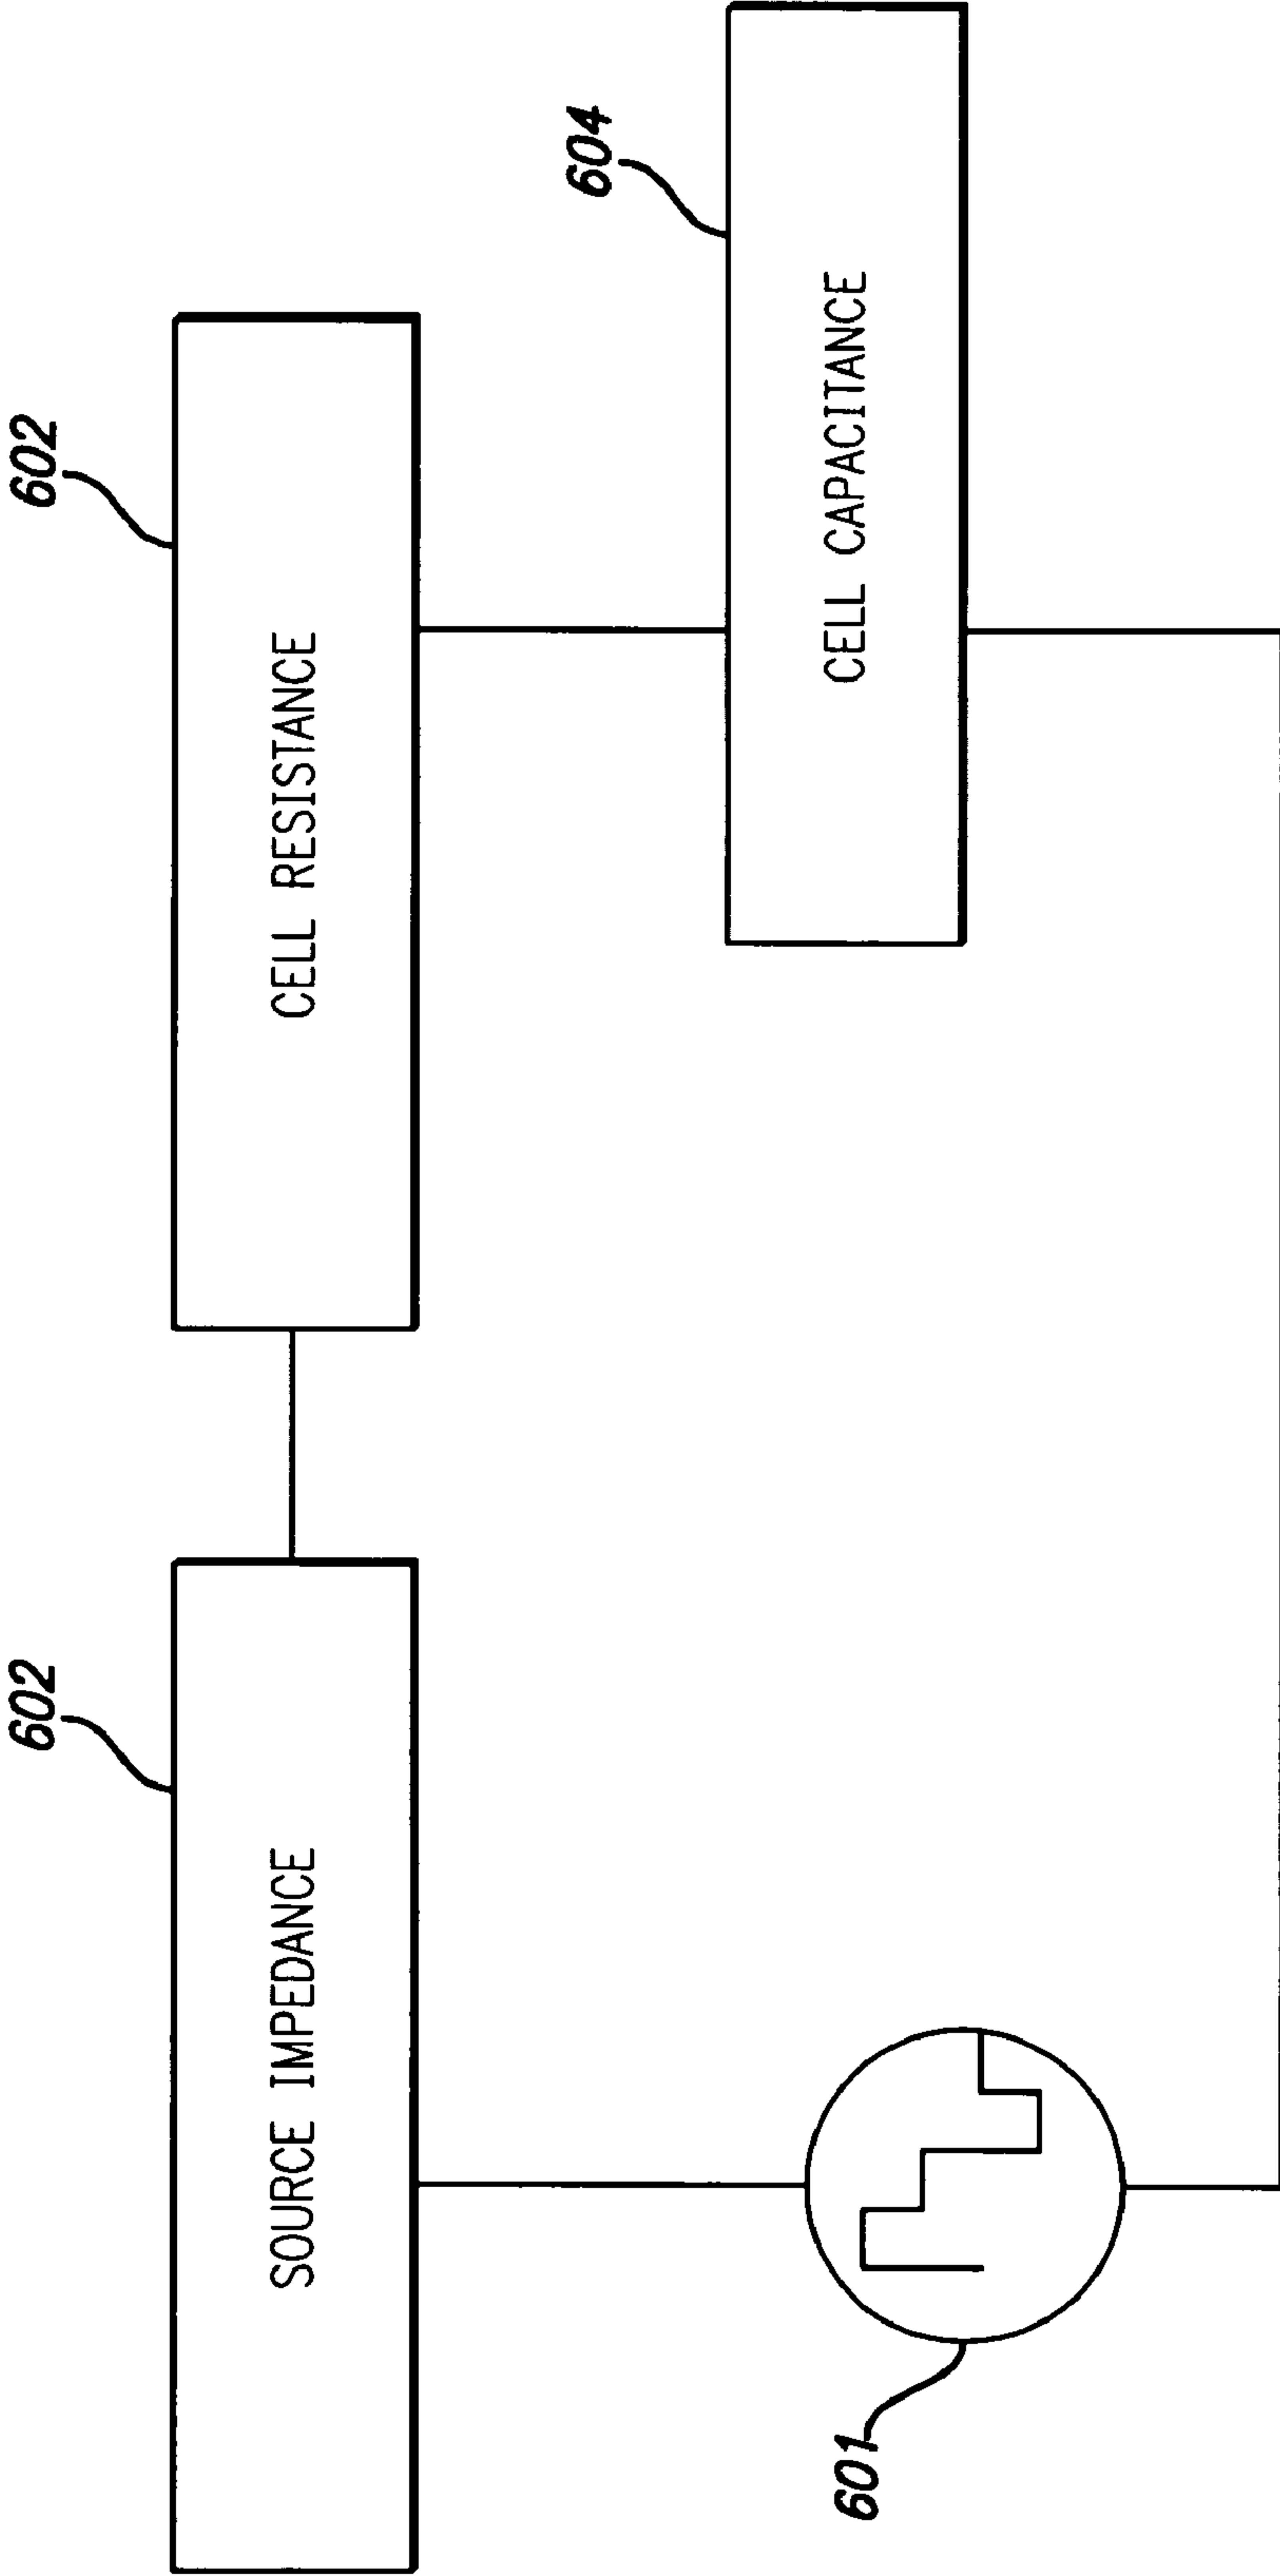 602
SOURCE IMPEDANCE
602
CELL RESISTANCE
604
CELL CAPACITANCE
601